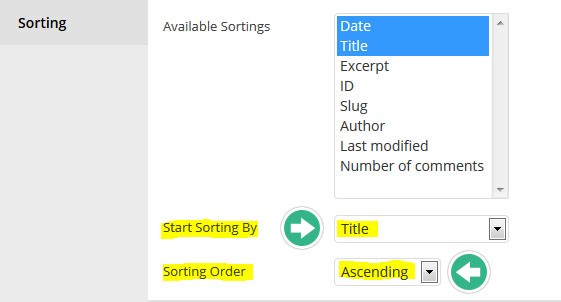 Sorting
Available Sortings
Date
Title
Excerpt
ID
Slug
Author
Last modified
Number of comments
Start Sorting By
Title
Sorting Order
Ascending